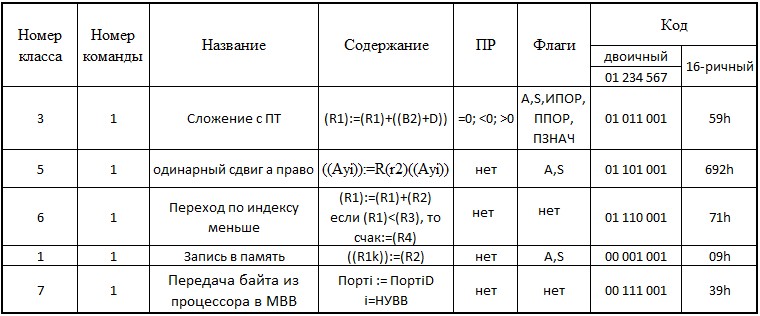 Номер класса
Номер команды
Название
Содержание
ПР
Флаги
Код
двоичный
01 234 567
16-ричный
3
1
Сложение с ПТ
(R1):=(R1)+((B2)+D))
=0; <0; >0
A,S,ИПОР,
ППОР,
ПЗНАЧ
01 011 001
59h
5
1
одинарный сдвиг а право
((Ayi)):=R(r2)((Ayi))
нет
A,S
01 101 001
692h
6
1
Переход по индексу
меньше
(R1):=(R1)+(R2)
если (R1)<(R3), то
счак:=(R4)
нет
нет
01 110 001
71h
1
1
Запись в память
((R1k)):=(R2)
нет
A,S
00 001 001
09h
7
1
Передача байта из
процессора в МВВ
Портi := ПортiD
i=НУВВ
нет
нет
00 111 001
39h